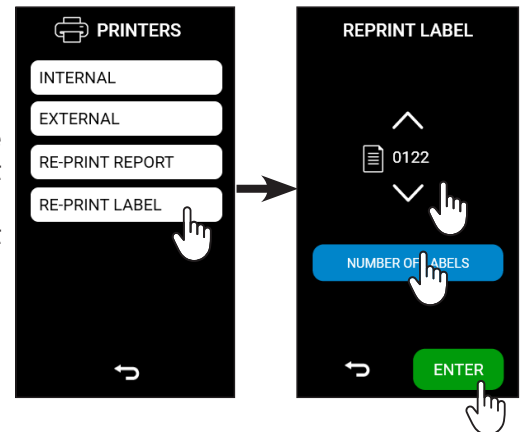 PRINTERS
INTERNAL
EXTERNAL
RE-PRINT REPORT
RE-PRINT LABEL
REPRINT LABEL
0122
NUMBER OF LABELS
ENTER